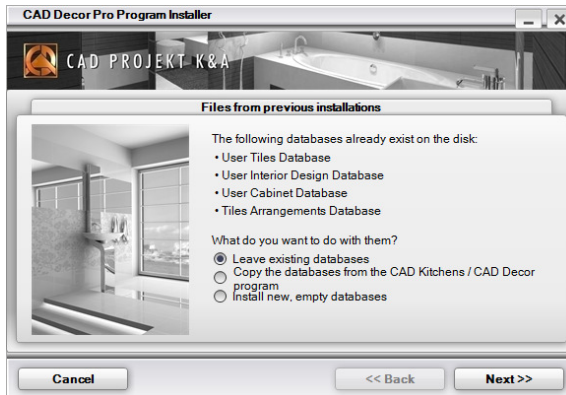 CAD Decor Pro Program Installer
CAD PROJEKT K&A
Files from previous installations
The following databases already exist on the disk:
• User Tiles Database
• User Interior Design Database
• User Cabinet Database
• Tiles Arrangements Database
What do you want to do with them?
Leave existing databases
Copy the databases from the CAD Kitchens / CAD Decor
program
Install new, empty databases
Cancel
<< Back
Next >>